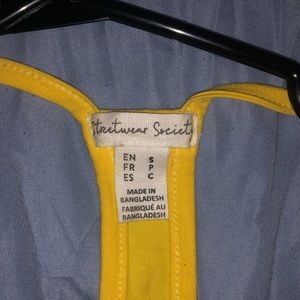 Streetwear Society
EN S
FR P
ES C
MADE IN
BANGLADESH
FABRIQUÉ AU
BANGLADESH